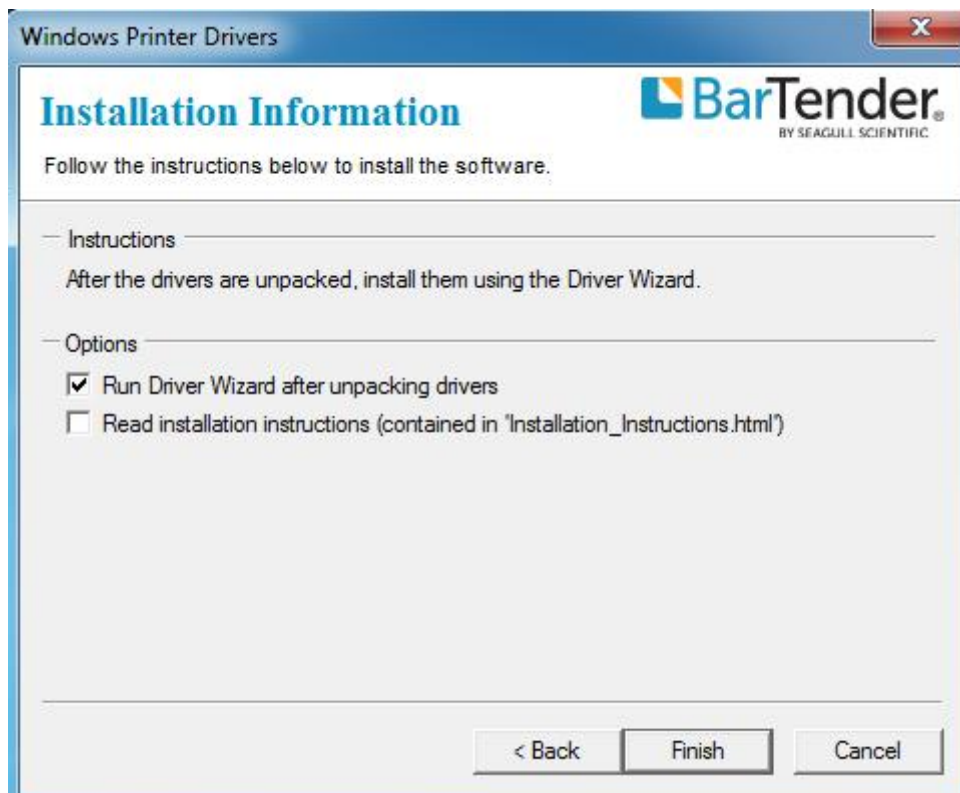 Windows Printer Drivers
Installation Information
BarTender®
BY SEAGULL SCIENTIFIC
Follow the instructions below to install the software.
Instructions
After the drivers are unpacked, install them using the Driver Wizard.
Options
Run Driver Wizard after unpacking drivers
Read installation instructions (contained in 'Installation_Instructions.html')
< Back Finish Cancel